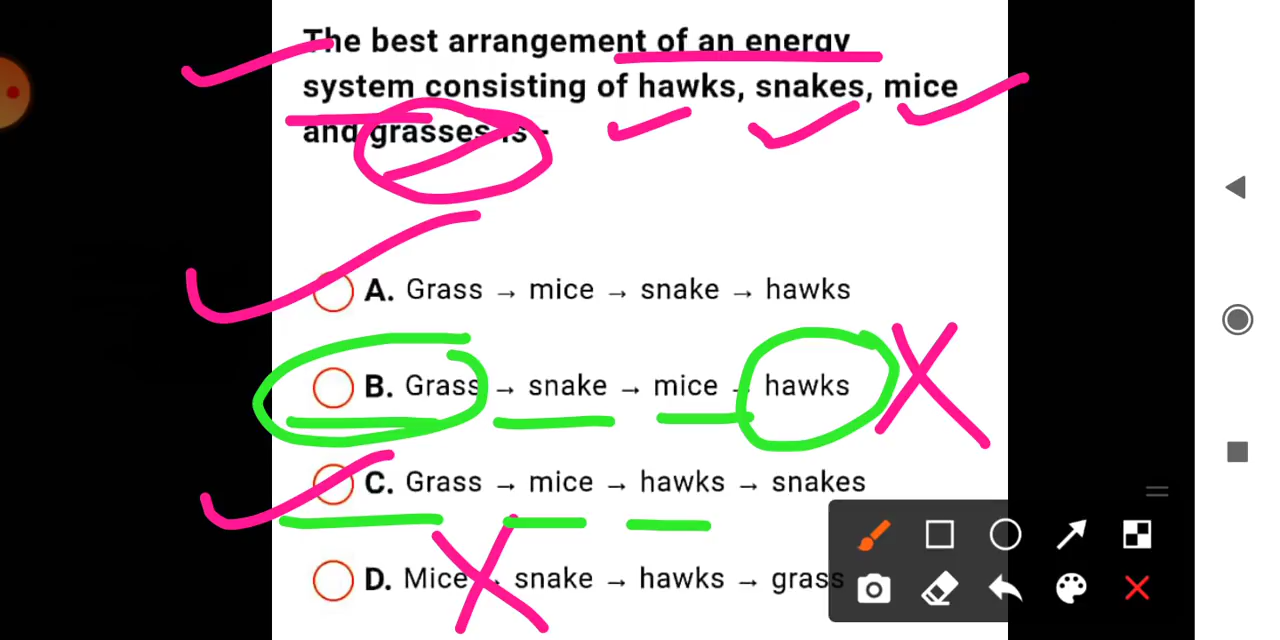 The best arrangement of an energy
system consisting of hawks, snakes, mice
and grasses is -
A. Grass → mice → snake → hawks
B. Grass → snake → mice → hawks
C. Grass → mice → hawks → snakes
D. Mice → snake → hawks → grass